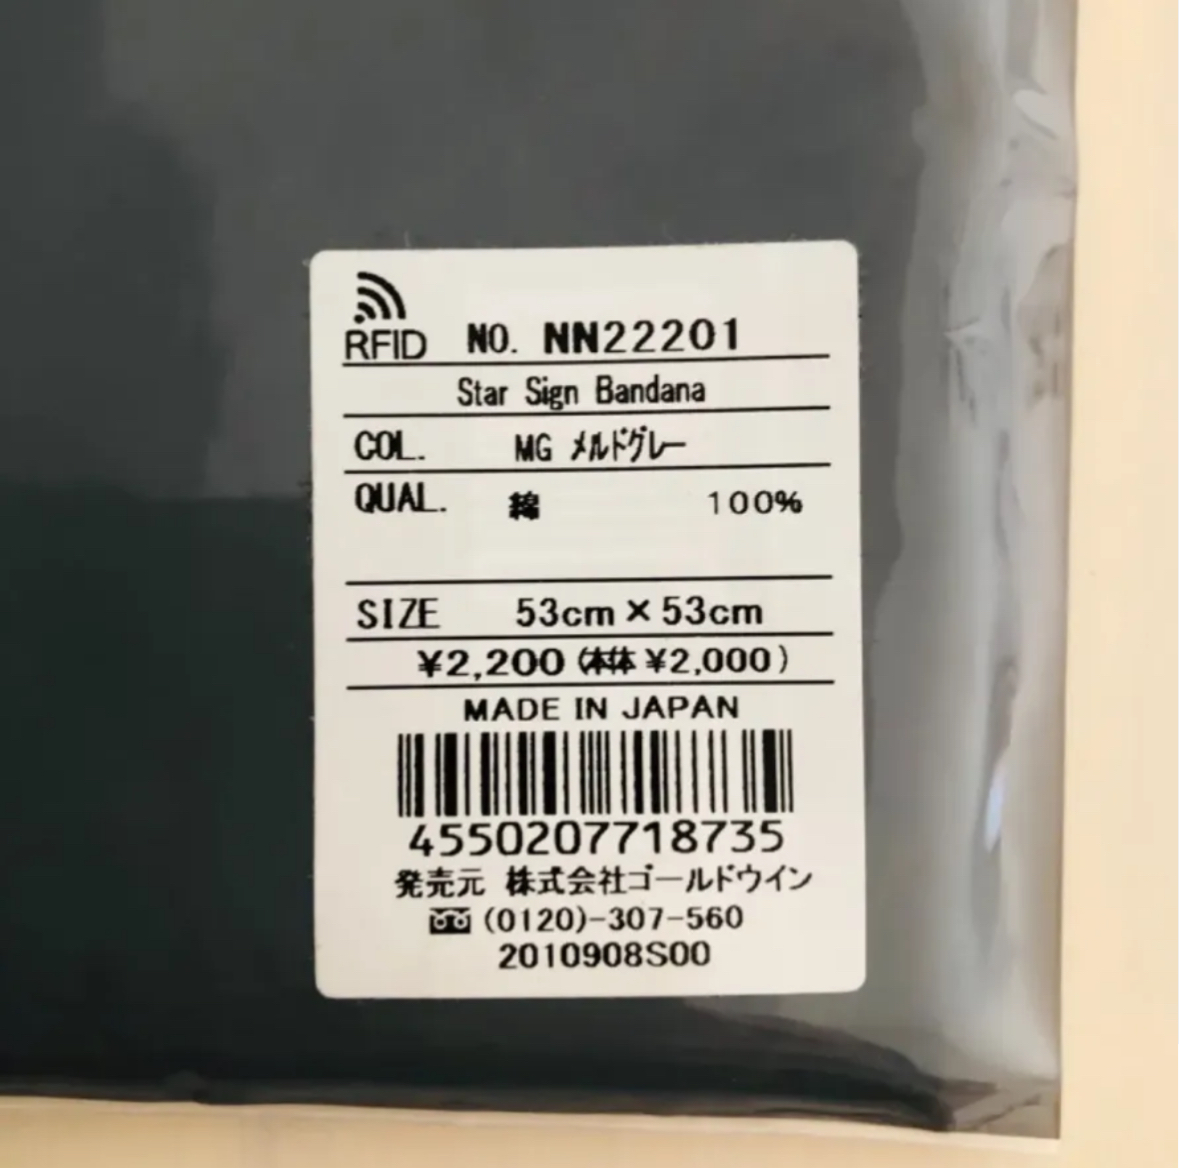 RFID NO. NN22201
Star Sign Bandana
COL. MG メルドグレー
QUAL. 綿 100%
SIZE 53cm×53cm
¥2,200(本体¥2,000)
MADE IN JAPAN
4550207718735
発売元 株式会社ゴールドウイン
(0120)-307-560
2010908S00